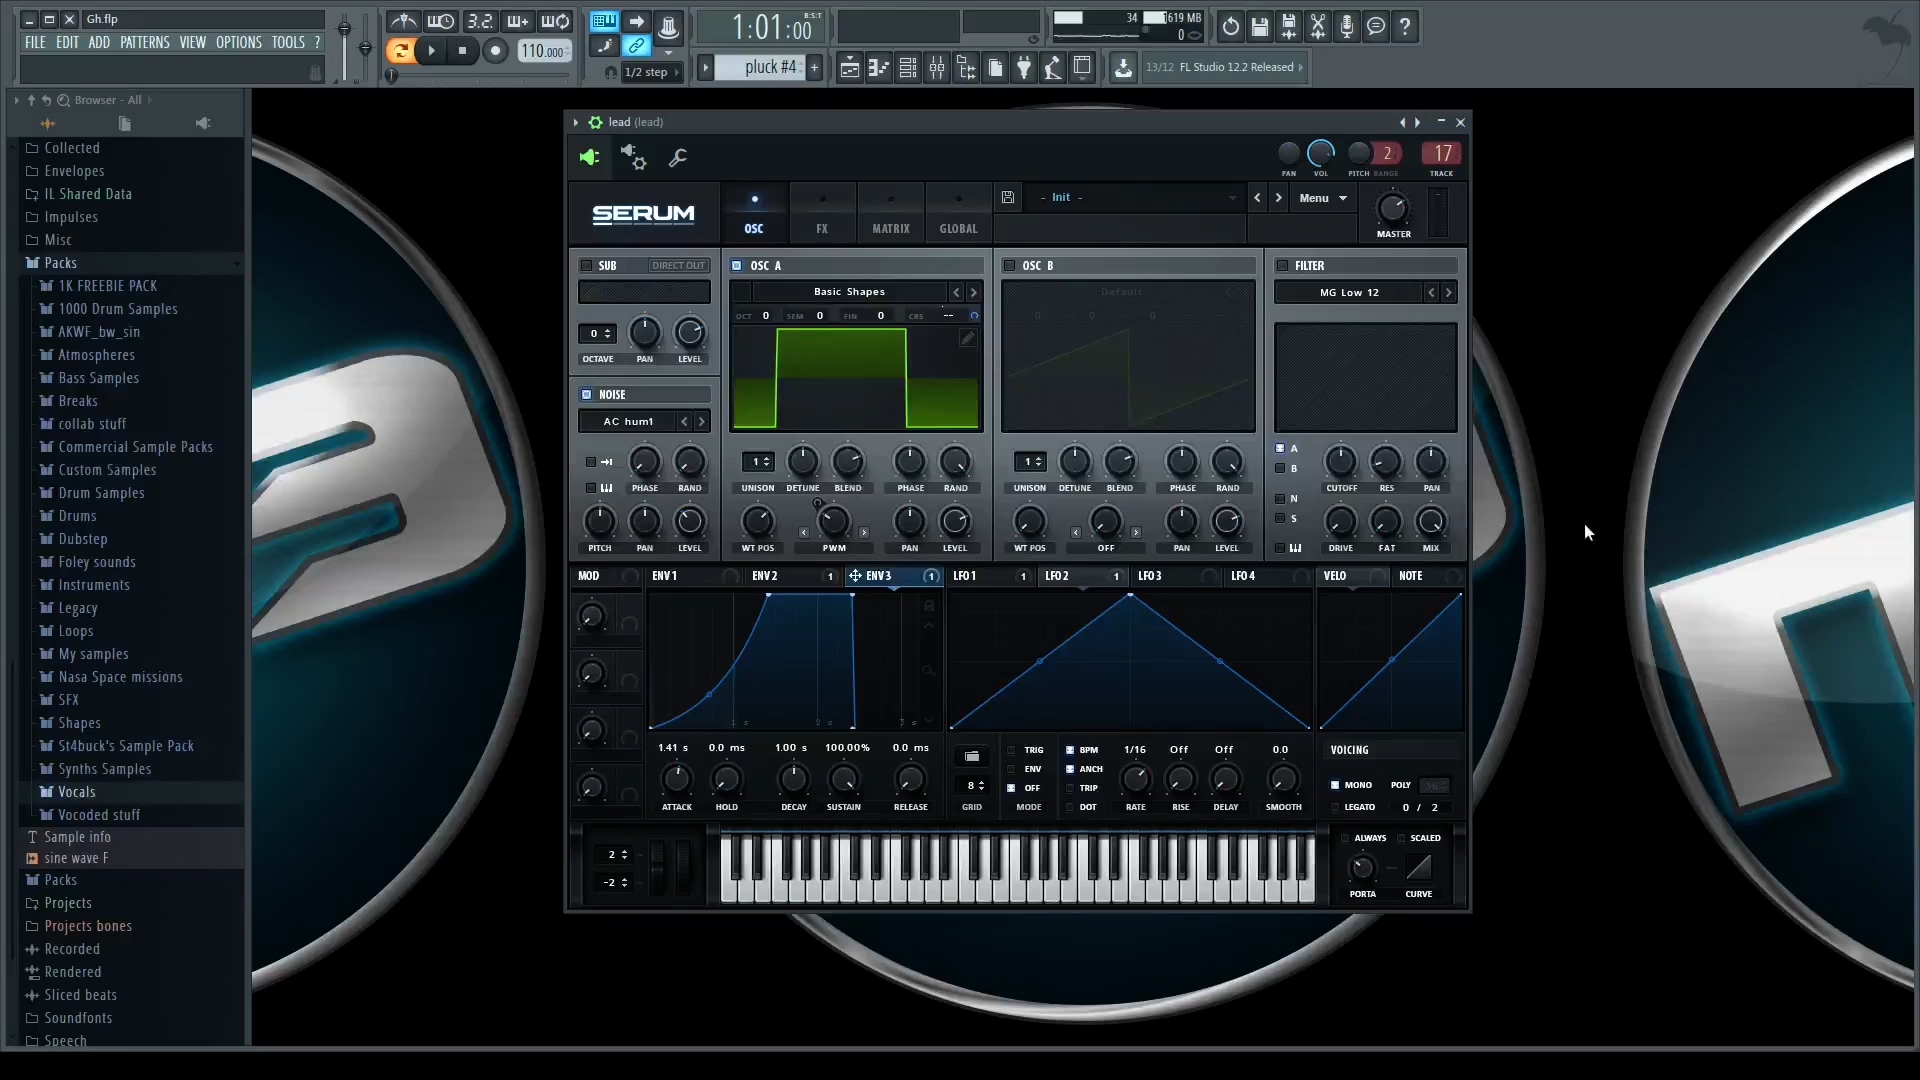 Gh.flp
FILE EDIT ADD PATTERNS VIEW OPTIONS TOOLS ?
3.2
110.000
1/2 step
1:01:00
B:S:T
pluck #4
34
619 MB
0
13/12 FL Studio 12.2 Released
Browser - All
Collected
Envelopes
IL Shared Data
Impulses
Misc
Packs
1K FREEBIE PACK
1000 Drum Samples
AKWF_bw_sin
Atmospheres
Bass Samples
Breaks
collab stuff
Commercial Sample Packs
Custom Samples
Drum Samples
Drums
Dubstep
Foley sounds
Instruments
Legacy
Loops
My samples
Nasa Space missions
SFX
Shapes
St4buck's Sample Pack
Synths Samples
Vocals
Vocoded stuff
Sample info
sine wave F
Packs
Projects
Projects bones
Recorded
Rendered
Sliced beats
Soundfonts
Speech
lead (lead)
2
17
PAN VOL PITCH RANGE TRACK
SERUM
OSC FX MATRIX GLOBAL
- Init -
Menu
MASTER
SUB DIRECT OUT
0
OCTAVE PAN LEVEL
NOISE
AC hum1
PHASE RAND
PITCH PAN LEVEL
OSC A
Basic Shapes
OCT 0 SEM 0 FIN 0 CRS --
1
UNISON DETUNE BLEND PHASE RAND
WT POS PWM PAN LEVEL
OSC B
Default
0 0 0 --
1
UNISON DETUNE BLEND PHASE RAND
WT POS OFF PAN LEVEL
FILTER
MG Low 12
A
B
N
S
CUTOFF RES PAN
DRIVE FAT MIX
MOD ENV 1 ENV 2 1 ENV 3 1 LFO 1 1 LFO 2 1 LFO 3 LFO 4 VELO NOTE
1 s 2 s 3 s
1.41 s 0.0 ms 1.00 s 100.00% 0.0 ms
ATTACK HOLD DECAY SUSTAIN RELEASE
8
GRID
TRIG
ENV
OFF
MODE
BPM
ANCH
TRIP
DOT
1/16 Off Off 0.0
RATE RISE DELAY SMOOTH
VOICING
MONO POLY
LEGATO 0 / 2
ALWAYS SCALED
PORTA CURVE
2
-2